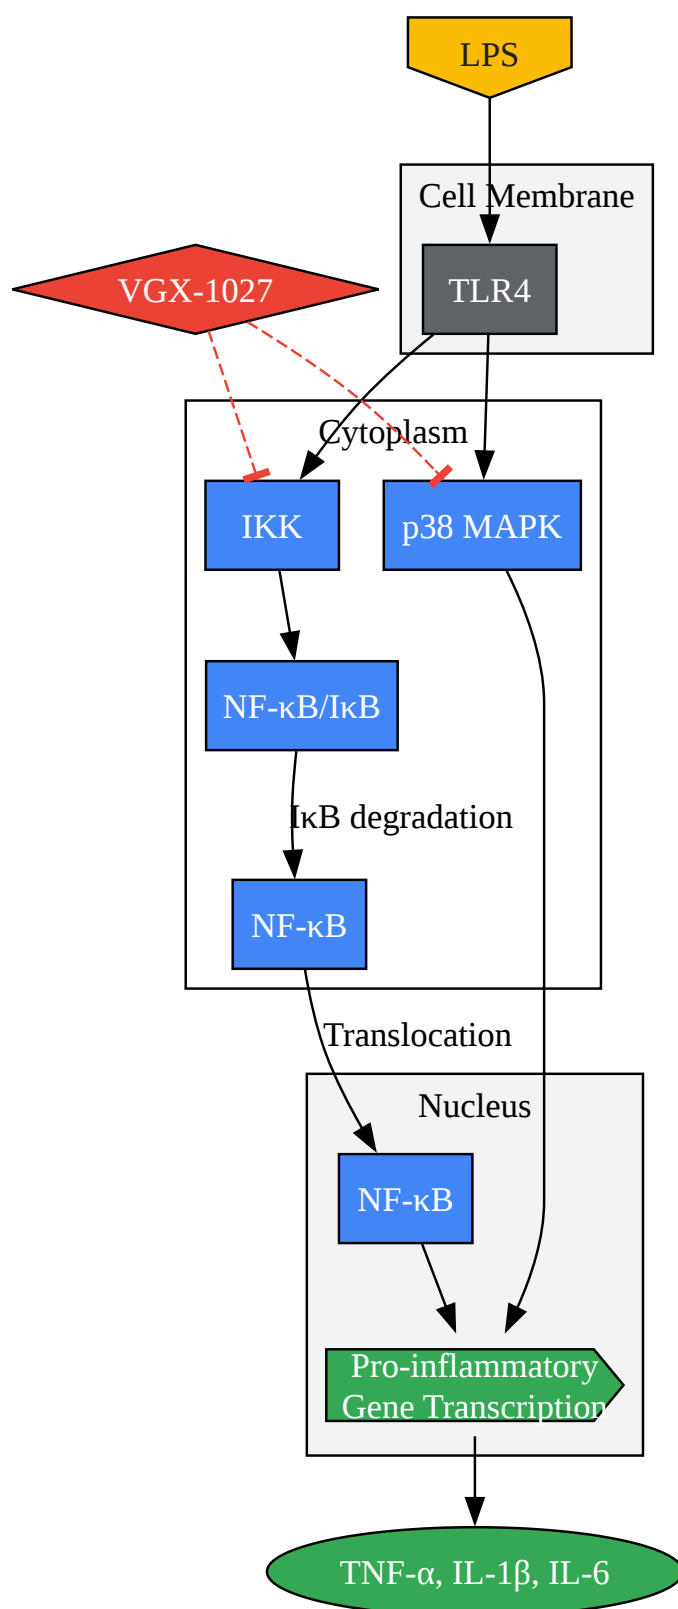 LPS
Cell Membrane
TLR4
VGX-1027
Cytoplasm
IKK
p38 MAPK
NF-κB/IκB
IκB degradation
NF-κB
Translocation
Nucleus
NF-κB
Pro-inflammatory
Gene Transcription
TNF-α, IL-1β, IL-6